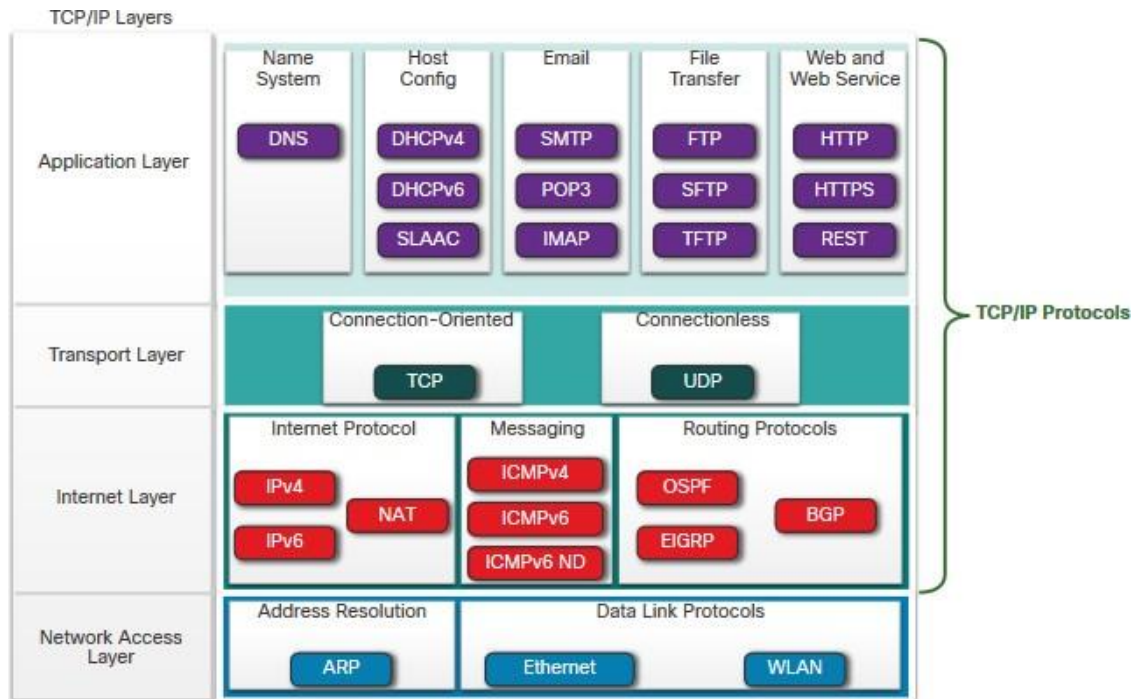 TCP/IP Layers
Application Layer
Name
System
DNS
Host
Config
DHCPv4
DHCPv6
SLAAC
Email
SMTP
POP3
IMAP
File
Transfer
FTP
SFTP
TFTP
Web and
Web Service
HTTP
HTTPS
REST
TCP/IP Protocols
Transport Layer
Connection-Oriented
TCP
Connectionless
UDP
Internet Layer
Internet Protocol
IPv4
IPv6
NAT
Messaging
ICMPv4
ICMPv6
ICMPv6 ND
Routing Protocols
OSPF
EIGRP
BGP
Network Access
Layer
Address Resolution
ARP
Data Link Protocols
Ethernet
WLAN